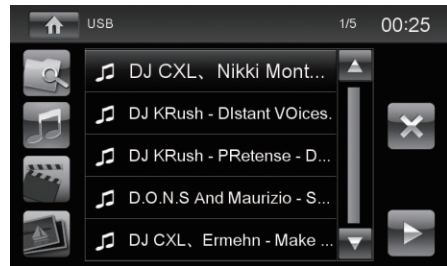 USB 1/5 00:25
DJ CXL、Nikki Mont...
DJ KRush - DIstant VOices.
DJ KRush - PRetense - D...
D.O.N.S And Maurizio - S...
DJ CXL、Ermehn - Make ...